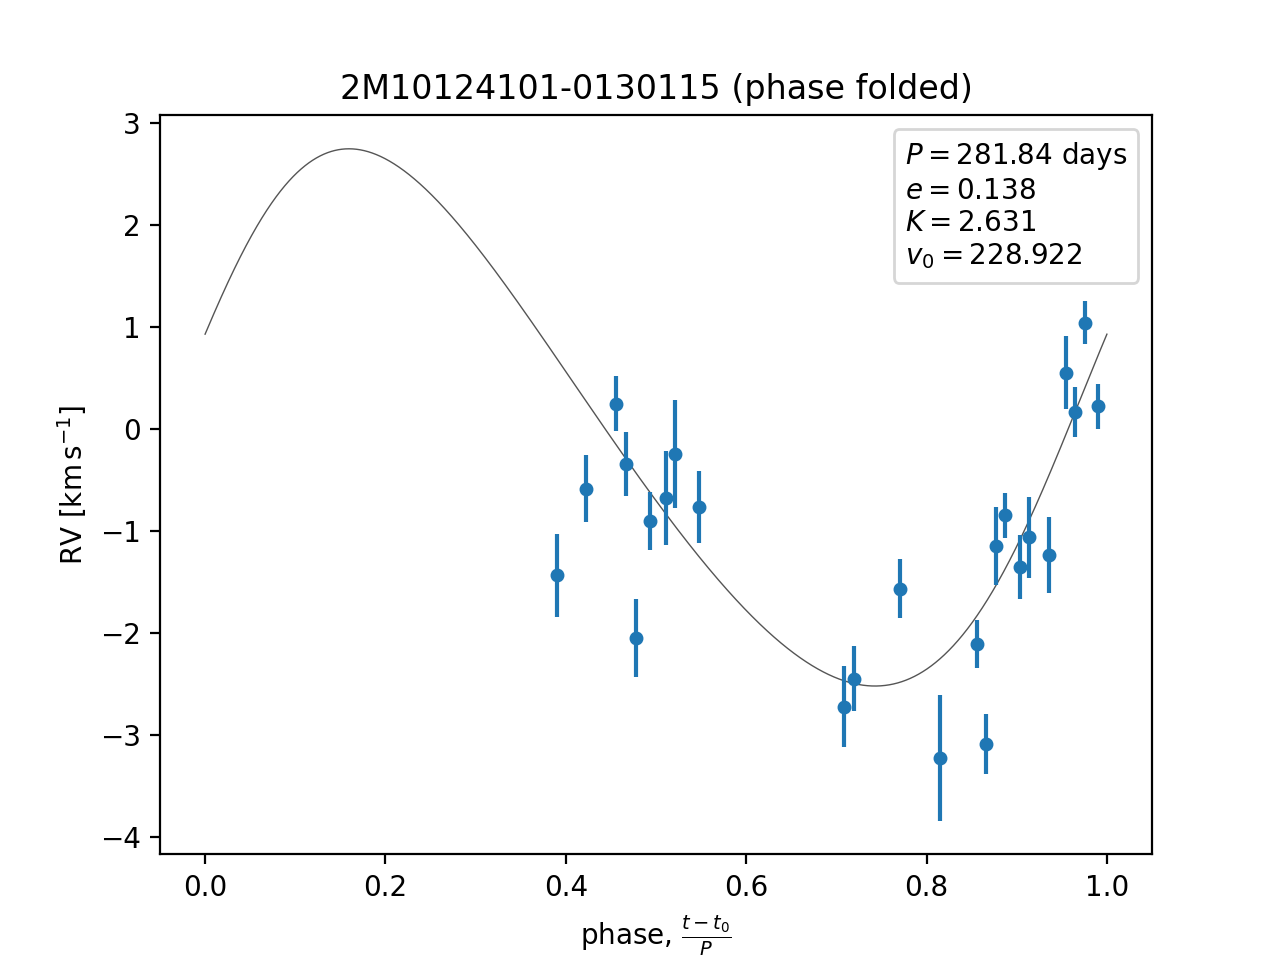 2M10124101-0130115 (phase folded)
P = 281.84 days
e = 0.138
K = 2.631
v₀ = 228.922
3
2
1
0
−1
−2
−3
−4
RV [km s⁻¹]
0.0 0.2 0.4 0.6 0.8 1.0
phase, (t − t₀)/P